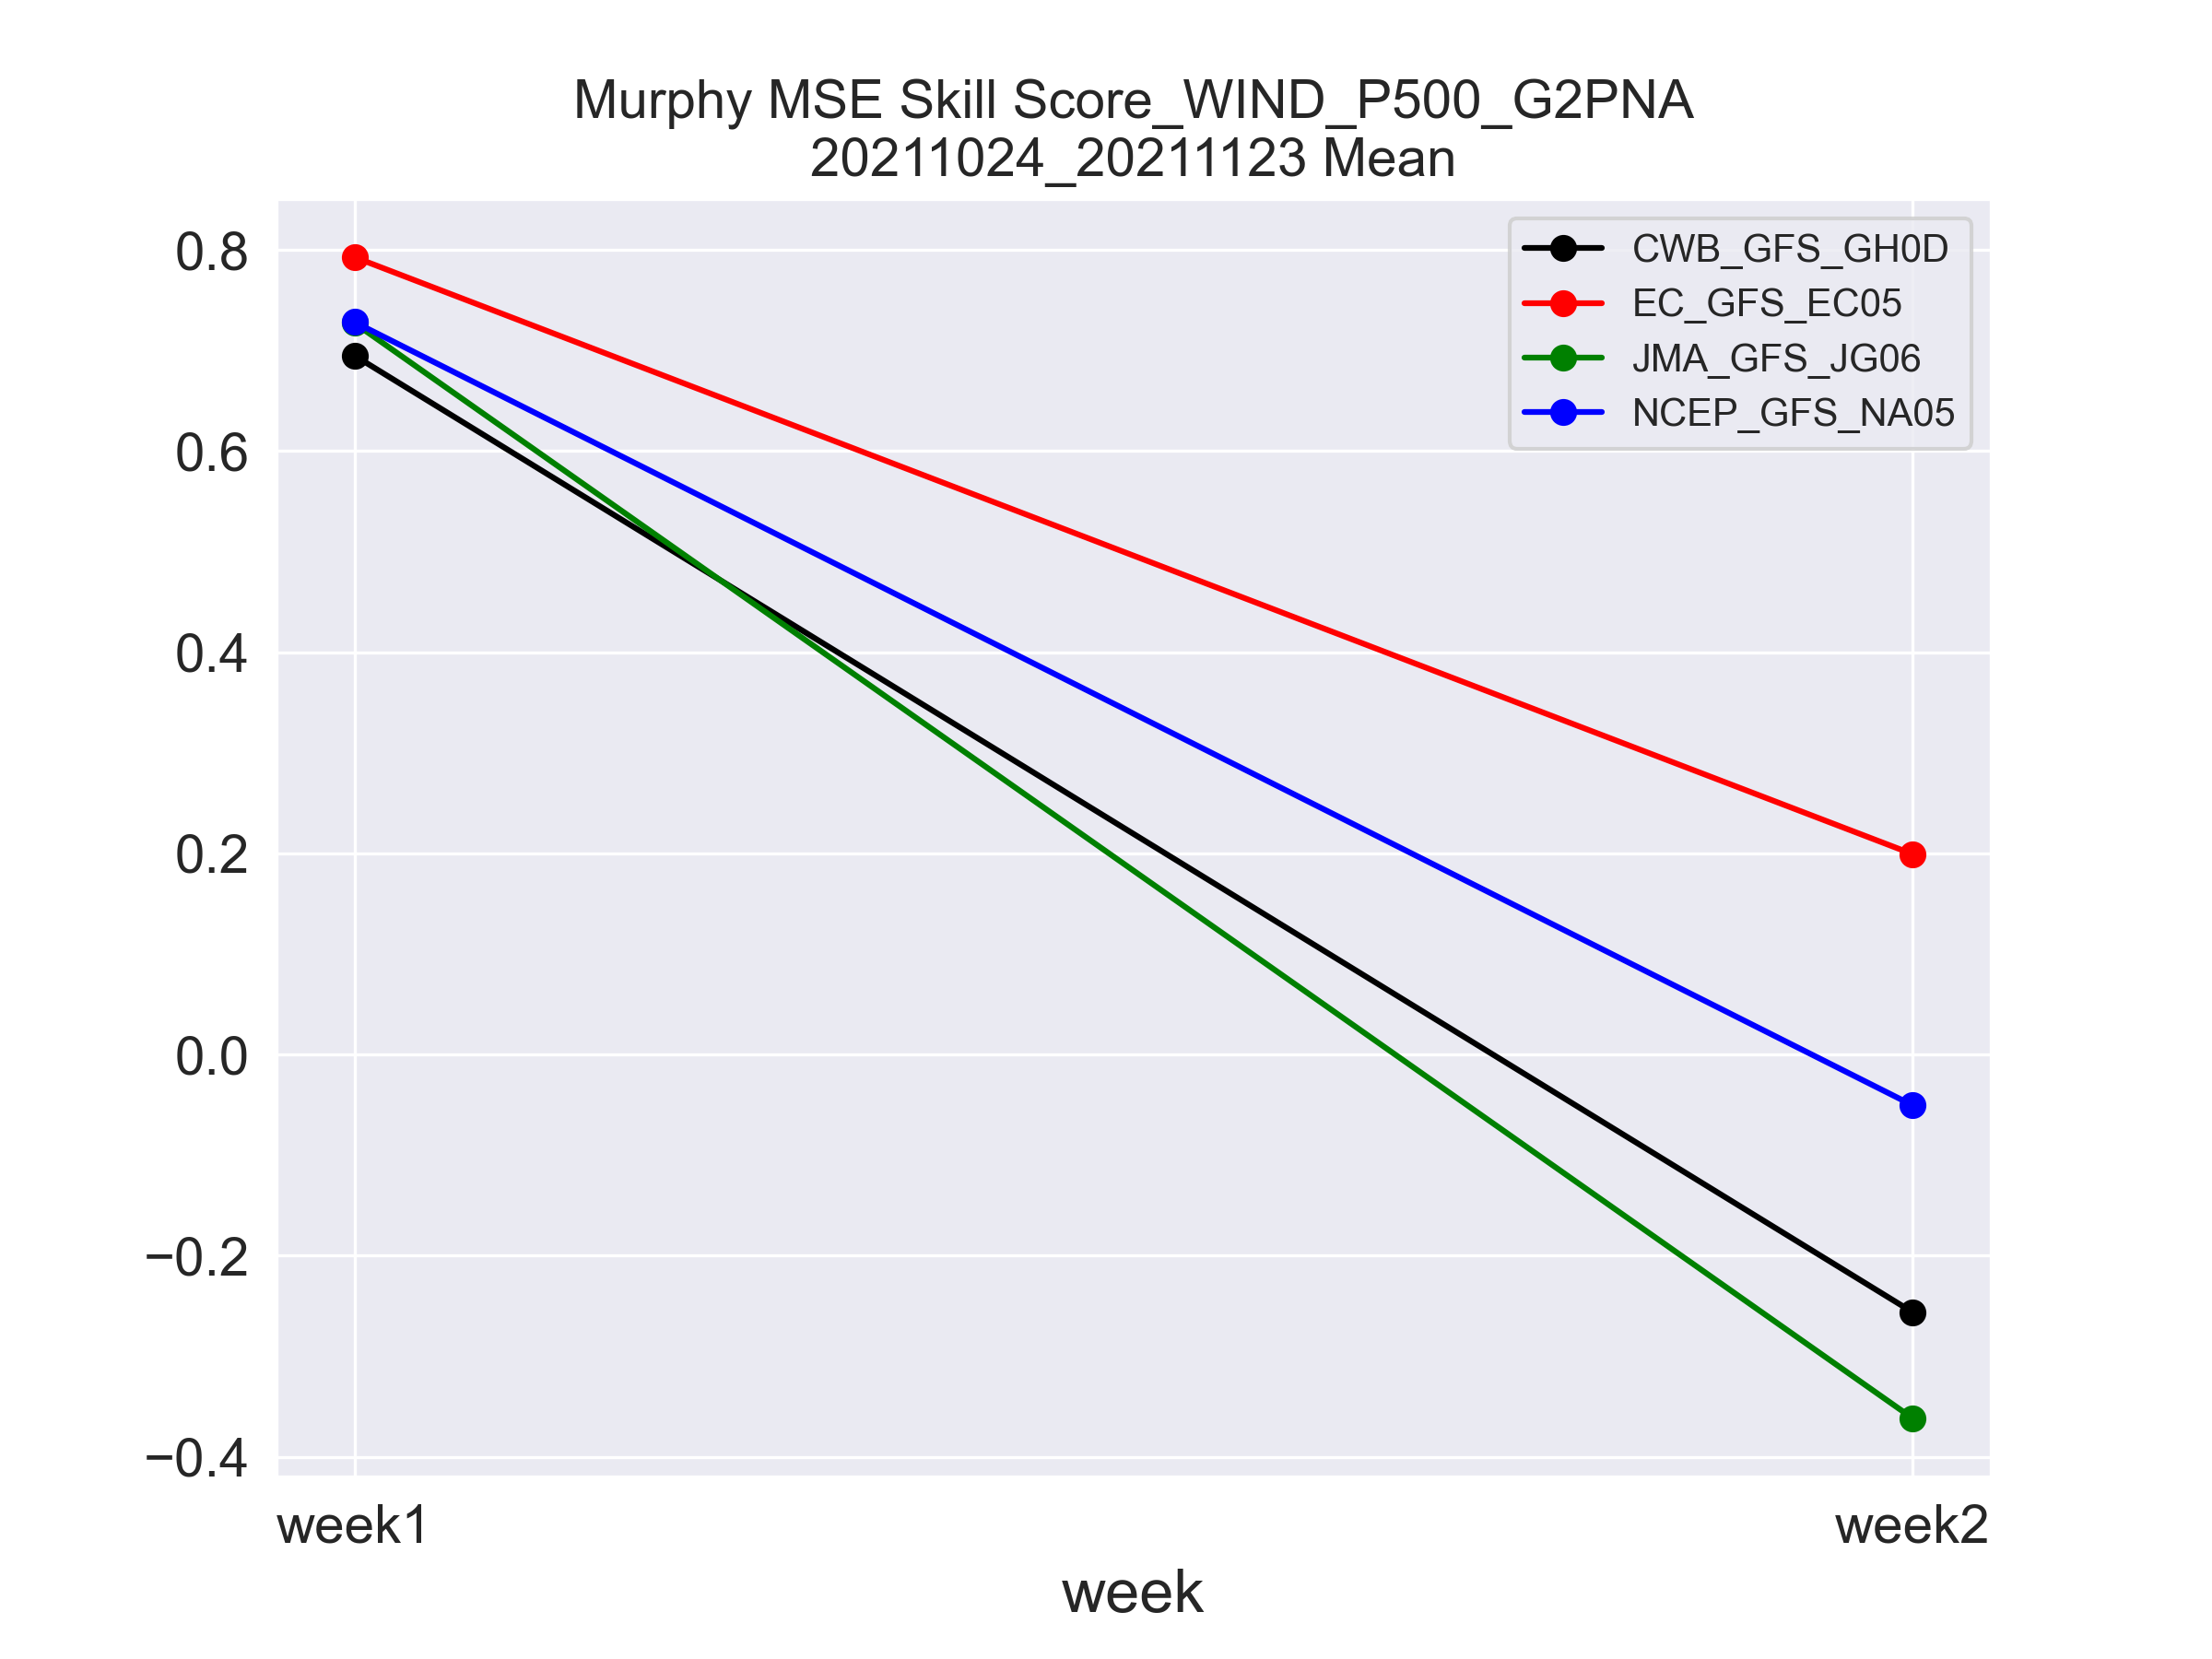 Murphy MSE Skill Score_WIND_P500_G2PNA
20211024_20211123 Mean
CWB_GFS_GH0D
EC_GFS_EC05
JMA_GFS_JG06
NCEP_GFS_NA05
0.8
0.6
0.4
0.2
0.0
−0.2
−0.4
week1
week2
week